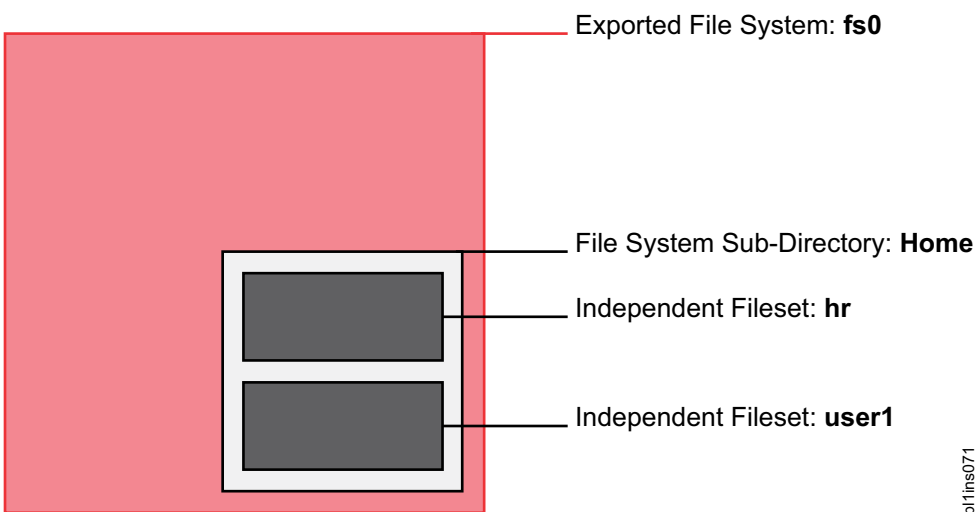 Exported File System: fs0
File System Sub-Directory: Home
Independent Fileset: hr
Independent Fileset: user1